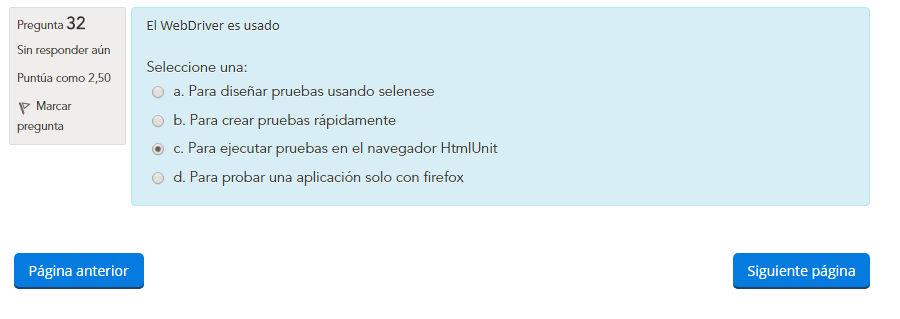 Pregunta 32
Sin responder aún
Puntúa como 2,50
Marcar
pregunta
El WebDriver es usado
Seleccione una:
a. Para diseñar pruebas usando selenese
b. Para crear pruebas rápidamente
c. Para ejecutar pruebas en el navegador HtmlUnit
d. Para probar una aplicación solo con firefox
Página anterior
Siguiente página